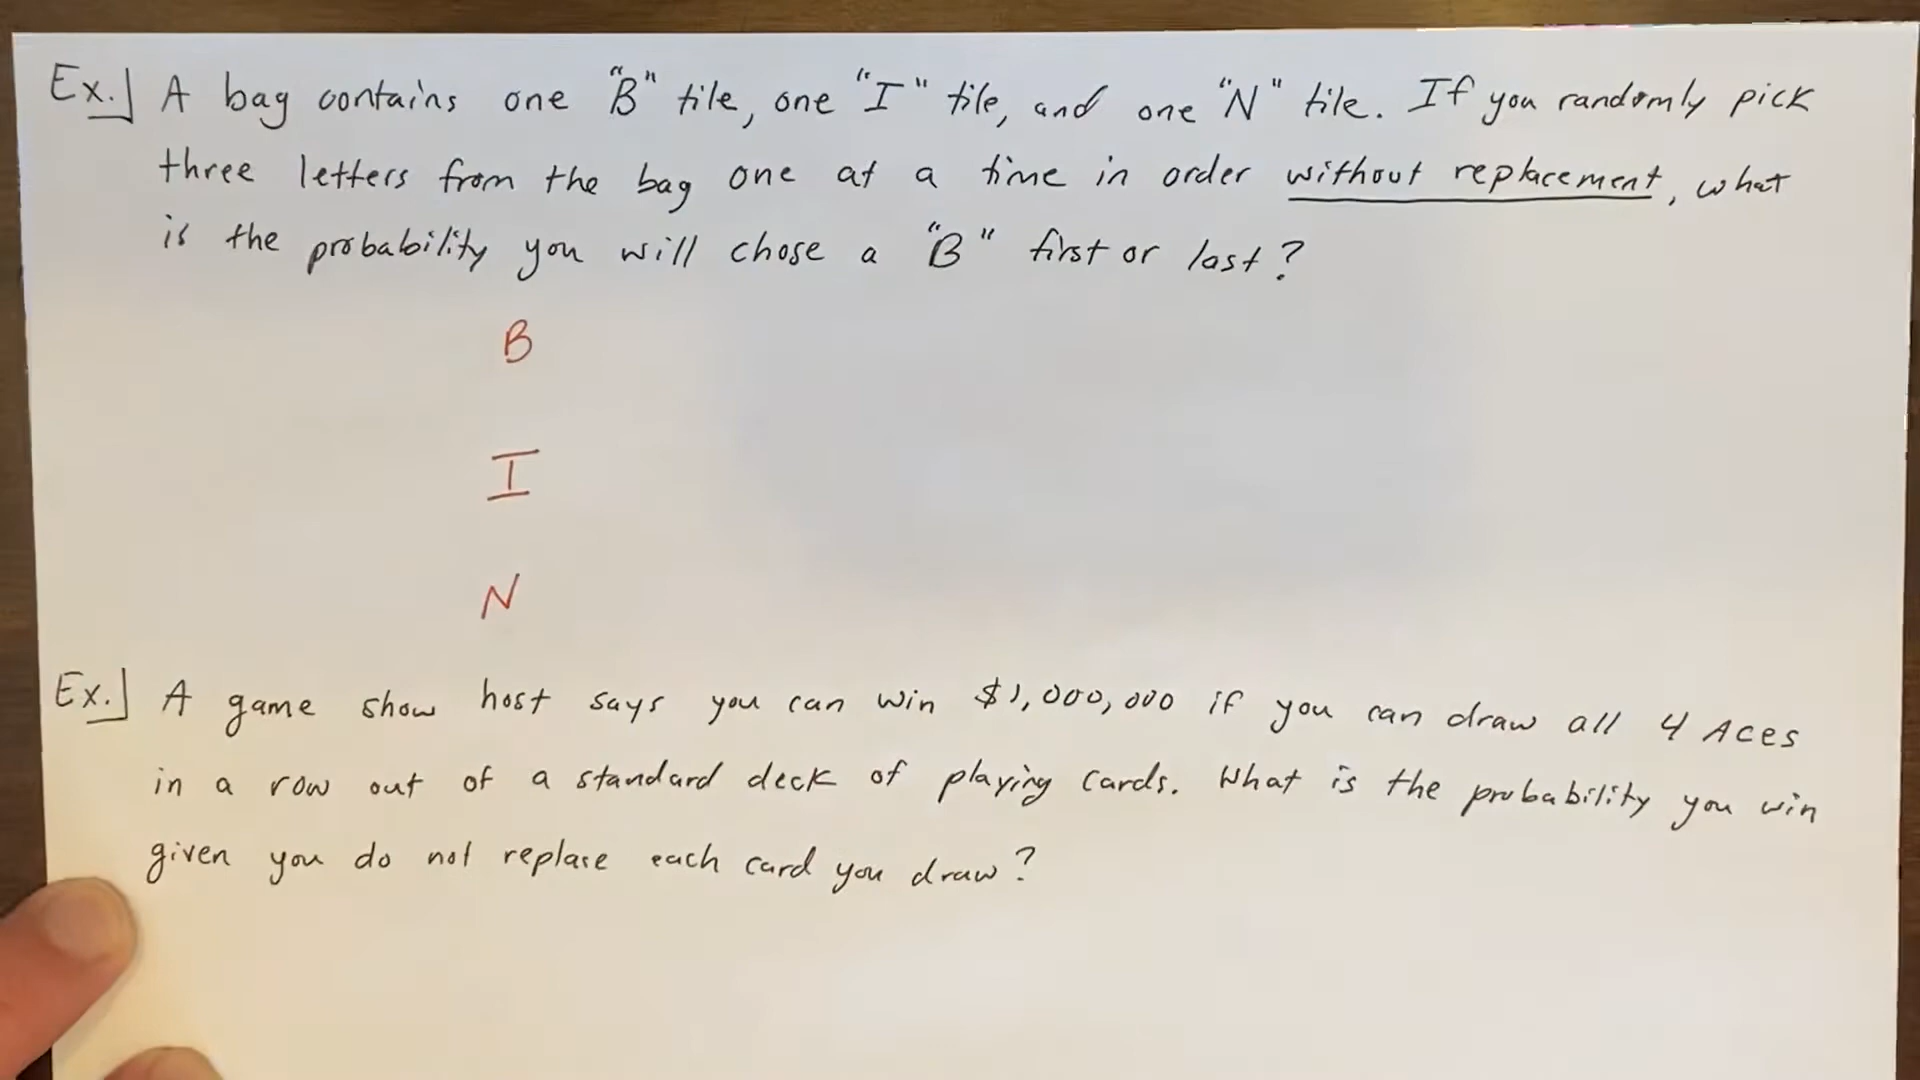 Ex.] A bag contains one "B" tile, one "I" tile, and one "N" tile. If you randomly pick
three letters from the bag one at a time in order without replacement, what
is the probability you will chose a "B" first or last?
B
I
N
Ex.] A game show host says you can win $1,000,000 if you can draw all 4 Aces
in a row out of a standard deck of playing cards. What is the probability you win
given you do not replace each card you draw?